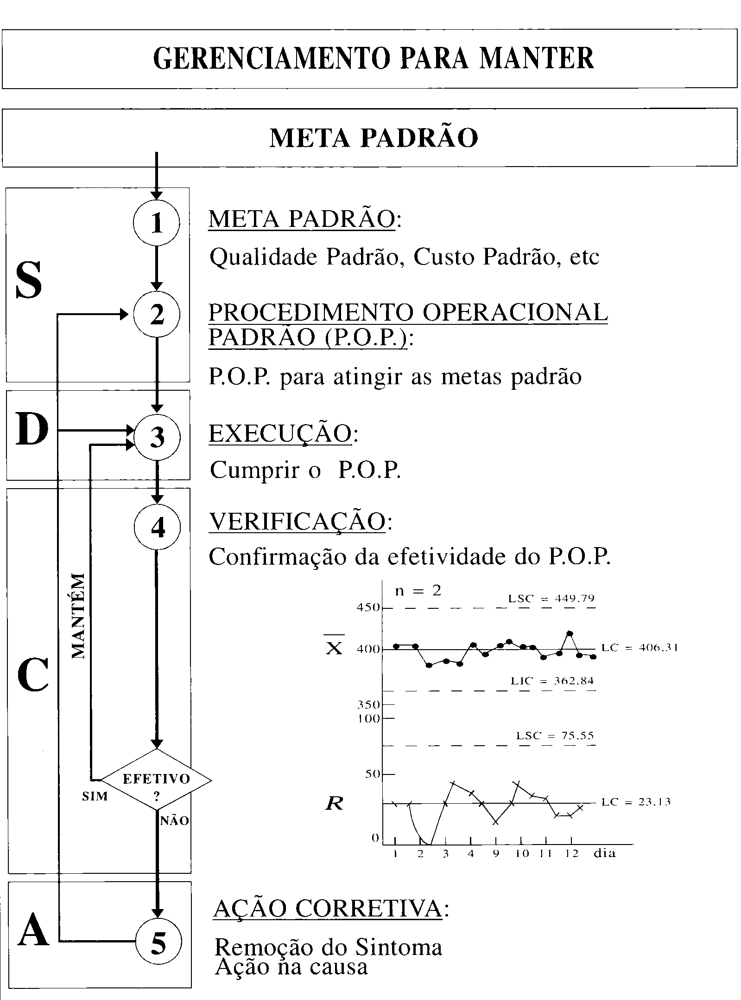 GERENCIAMENTO PARA MANTER
META PADRÃO
S
1
META PADRÃO:
Qualidade Padrão, Custo Padrão, etc
2
PROCEDIMENTO OPERACIONAL
PADRÃO (P.O.P.):
P.O.P. para atingir as metas padrão
D
3
EXECUÇÃO:
Cumprir o P.O.P.
C
4
VERIFICAÇÃO:
Confirmação da efetividade do P.O.P.
MANTÉM
EFETIVO
?
SIM
NÃO
n = 2
LSC = 449,79
450
X
400
LC = 406,31
LIC = 362,84
350
100
LSC = 75,55
50
R
LC = 23,13
0
1 2 3 4 9 10 11 12 dia
A
5
AÇÃO CORRETIVA:
Remoção do Sintoma
Ação na causa